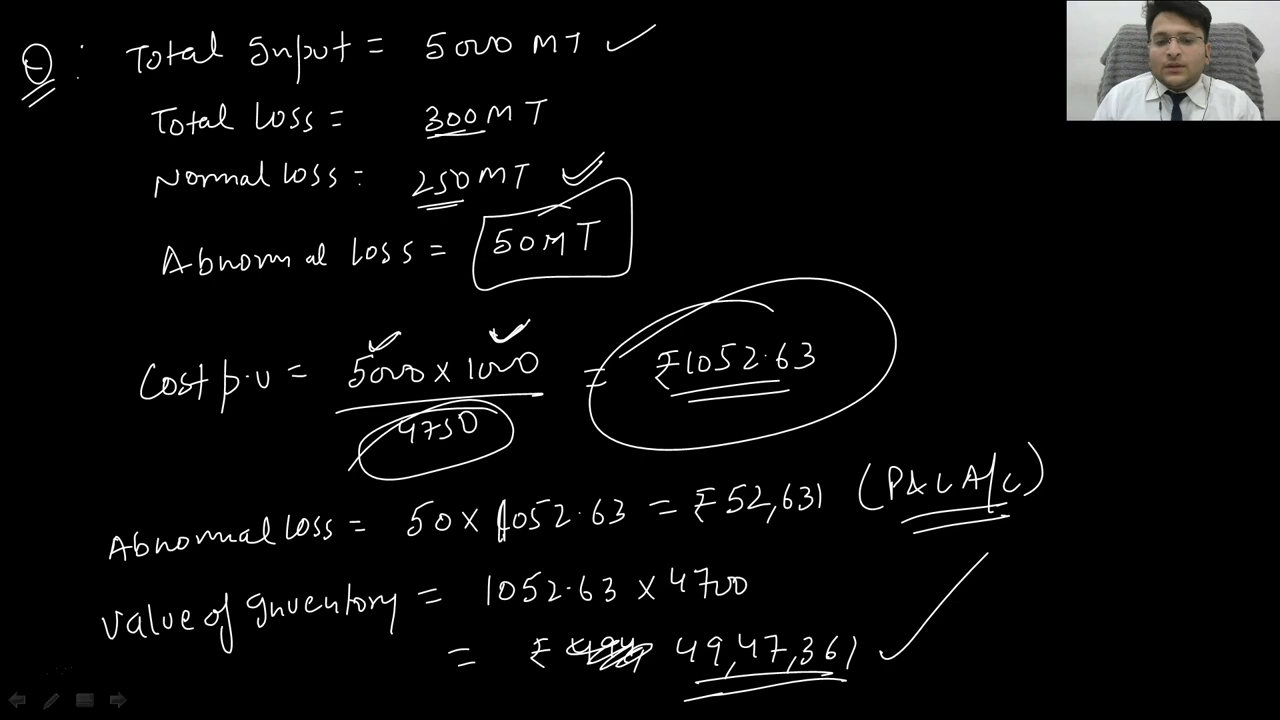 Q : Total Input = 5000 MT ✓
Total Loss = 300 MT
Normal Loss = 250 MT ✓
Abnormal Loss = 50 MT
Cost p.u = 5000 x 1000 / 4750 = ₹1052.63
Abnormal Loss = 50 x 1052.63 = ₹52,631 (P&L A/c)
Value of Inventory = 1052.63 x 4700
= ₹ 49,47,361 ✓